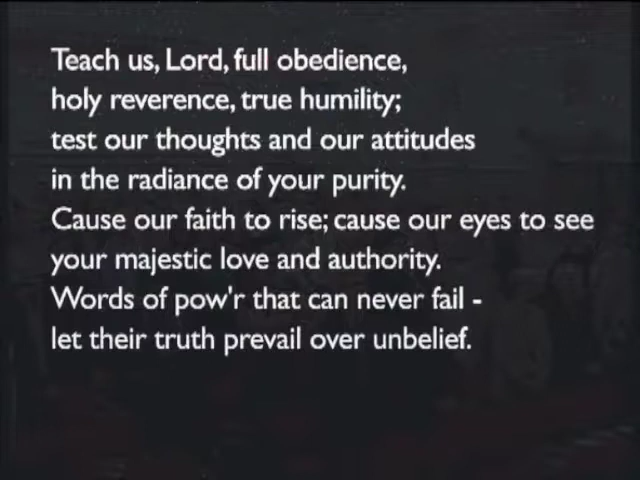 Teach us, Lord, full obedience,
holy reverence, true humility;
test our thoughts and our attitudes
in the radiance of your purity.
Cause our faith to rise; cause our eyes to see
your majestic love and authority.
Words of pow'r that can never fail -
let their truth prevail over unbelief.